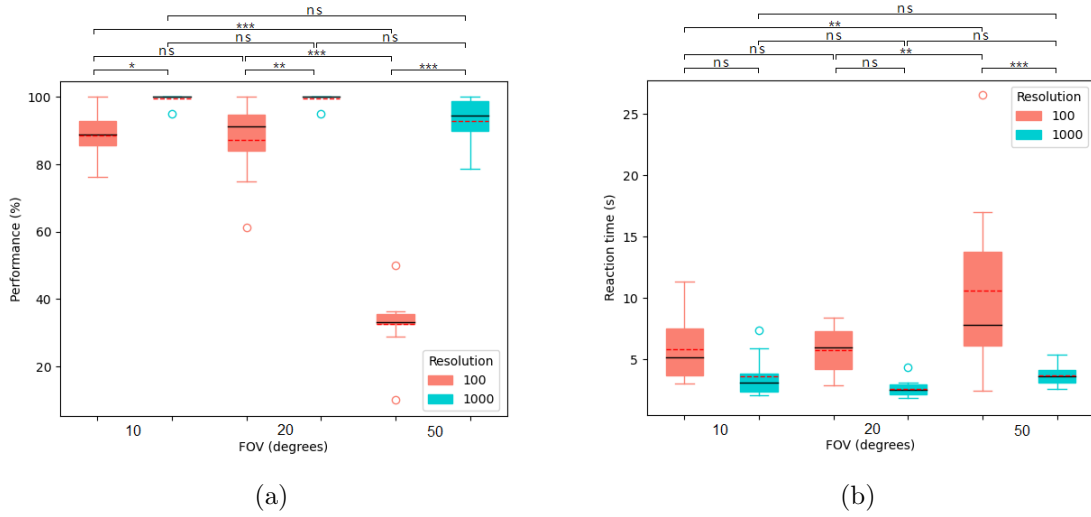 ns
***
ns
ns
ns
***
*
**
***
100
80
60
40
20
Performance (%)
Resolution
100
1000
10
20
50
FOV (degrees)
(a)
ns
**
ns
ns
ns
**
ns
ns
***
25
20
15
10
5
Reaction time (s)
Resolution
100
1000
10
20
50
FOV (degrees)
(b)